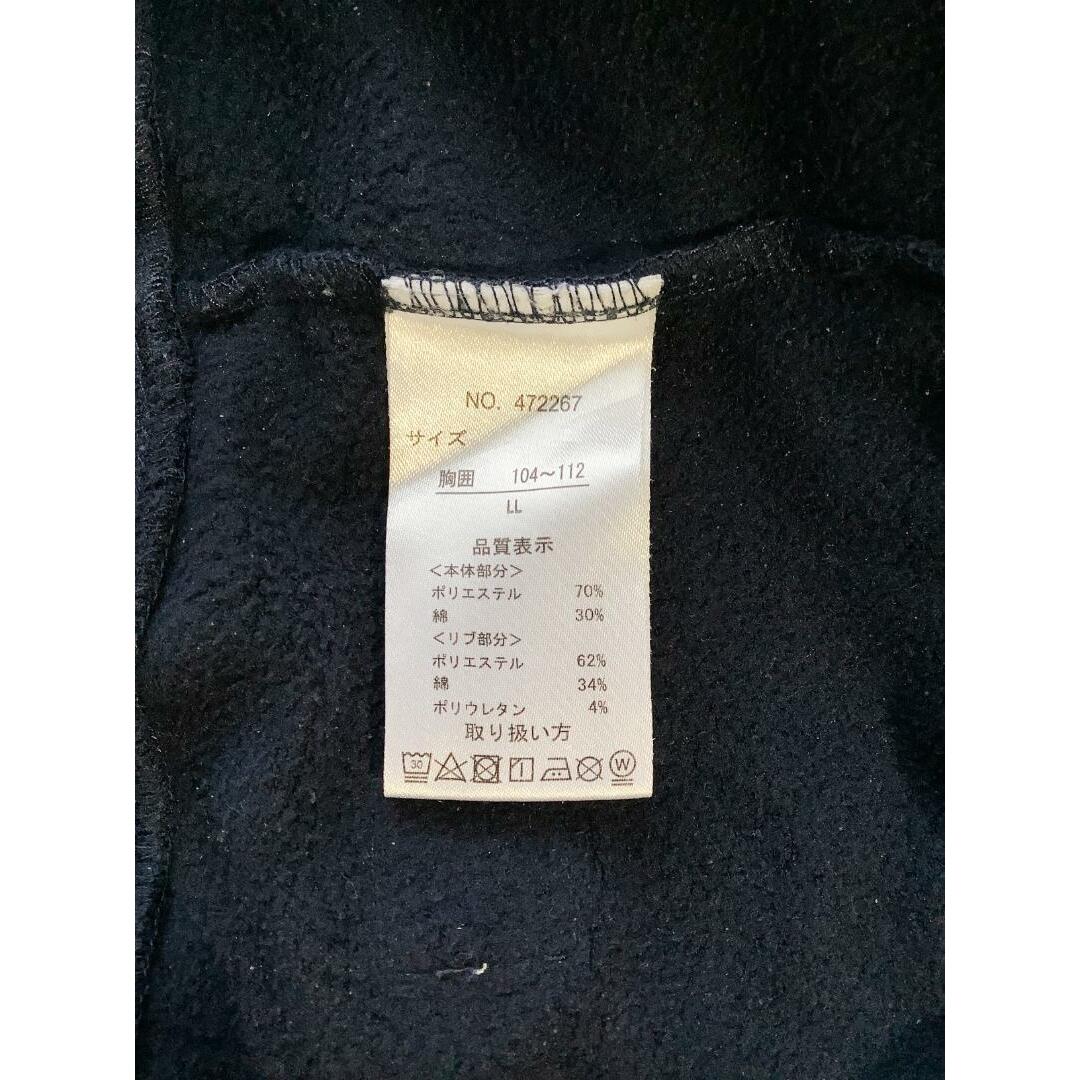 NO. 472267
サイズ
胸囲 104～112
LL
品質表示
＜本体部分＞
ポリエステル 70%
綿 30%
＜リブ部分＞
ポリエステル 62%
綿 34%
ポリウレタン 4%
取り扱い方
30 W